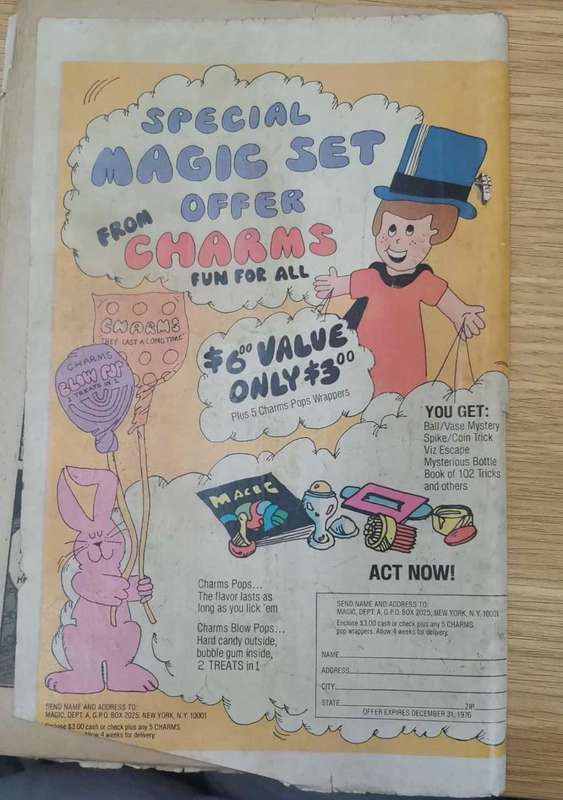 SPECIAL
MAGIC SET
OFFER
FROM
CHARMS
FUN FOR ALL
CHARMS
THEY LAST A LONG TIME
CHARMS
BLOW POP
2 TREATS IN 1
$6.00 VALUE
ONLY $3.00
Plus 5 Charms Pops Wrappers
YOU GET:
Ball/Vase Mystery
Spike/Coin Trick
Viz Escape
Mysterious Bottle
Book of 102 Tricks
and others
MAGIC
ACT NOW!
Charms Pops...
The flavor lasts as
long as you lick 'em
Charms Blow Pops...
Hard candy outside,
bubble gum inside,
2 TREATS in 1
SEND NAME AND ADDRESS TO:
MAGIC, DEPT. A, G.P.O. BOX 2025, NEW YORK, N.Y. 10001
Enclose $3.00 cash or check plus any 5 CHARMS
pop wrappers. Allow 4 weeks for delivery.
NAME
ADDRESS
CITY
STATE ZIP
OFFER EXPIRES DECEMBER 31, 1976
SEND NAME AND ADDRESS TO:
MAGIC, DEPT. A, G.P.O. BOX 2025, NEW YORK, N.Y. 10001
Enclose $3.00 cash or check plus any 5 CHARMS
Allow 4 weeks for delivery.